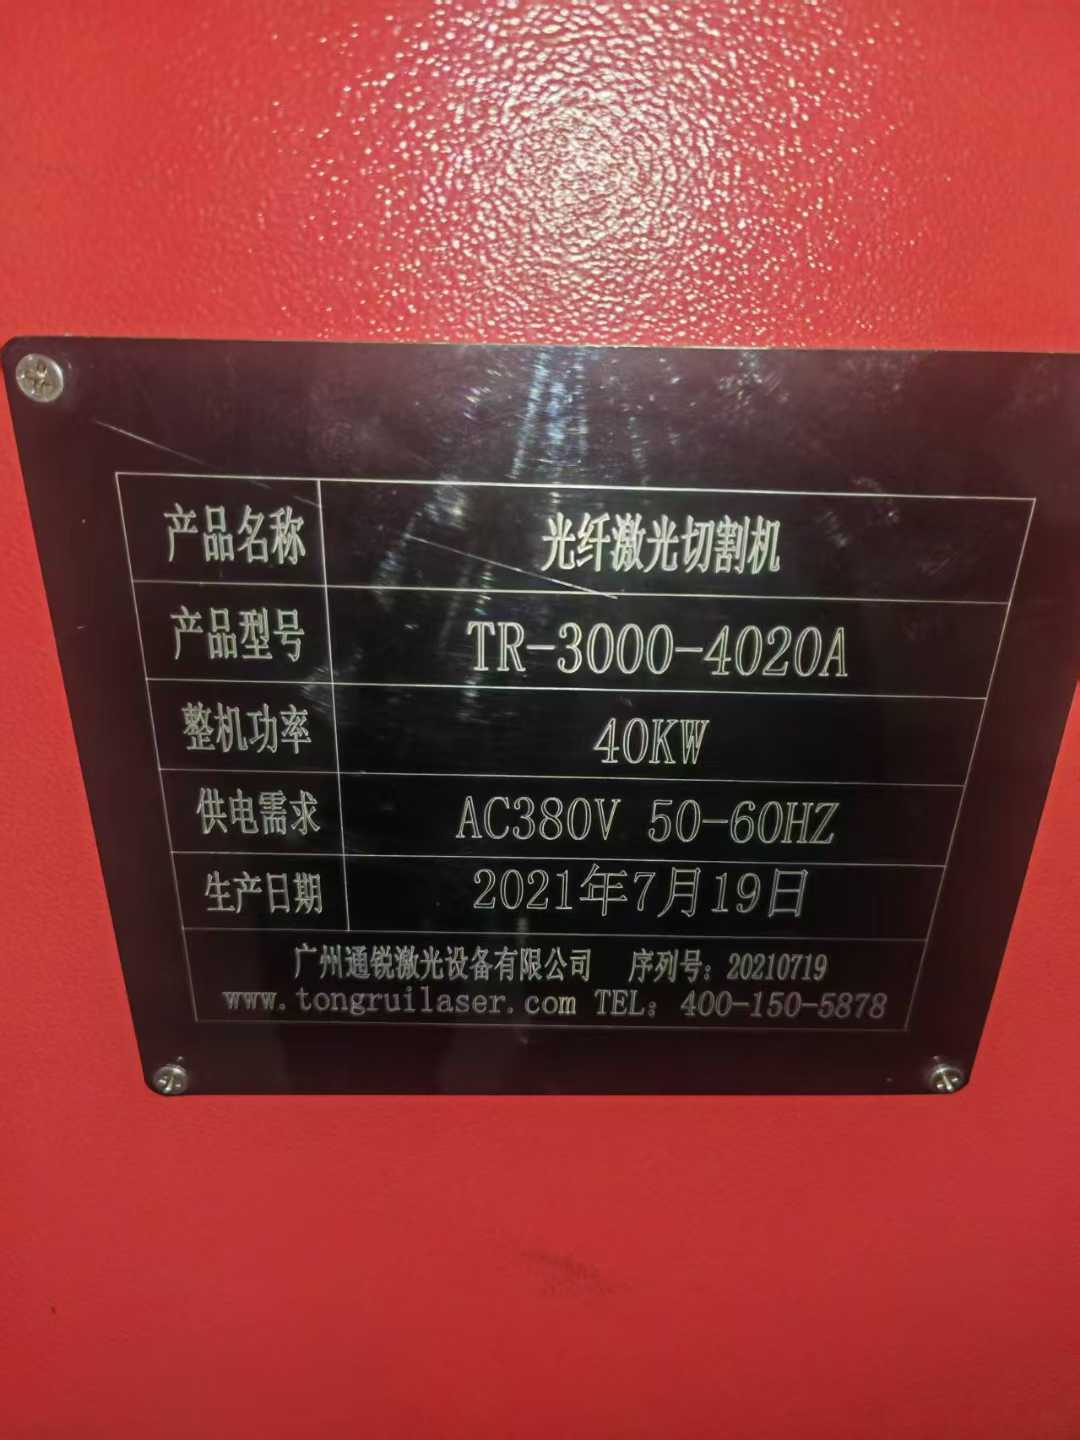 产品名称 光纤激光切割机
产品型号 TR-3000-4020A
整机功率 40KW
供电需求 AC380V 50-60HZ
生产日期 2021年7月19日
广州通锐激光设备有限公司 序列号：20210719
www.tongruilaser.com TEL：400-150-5878